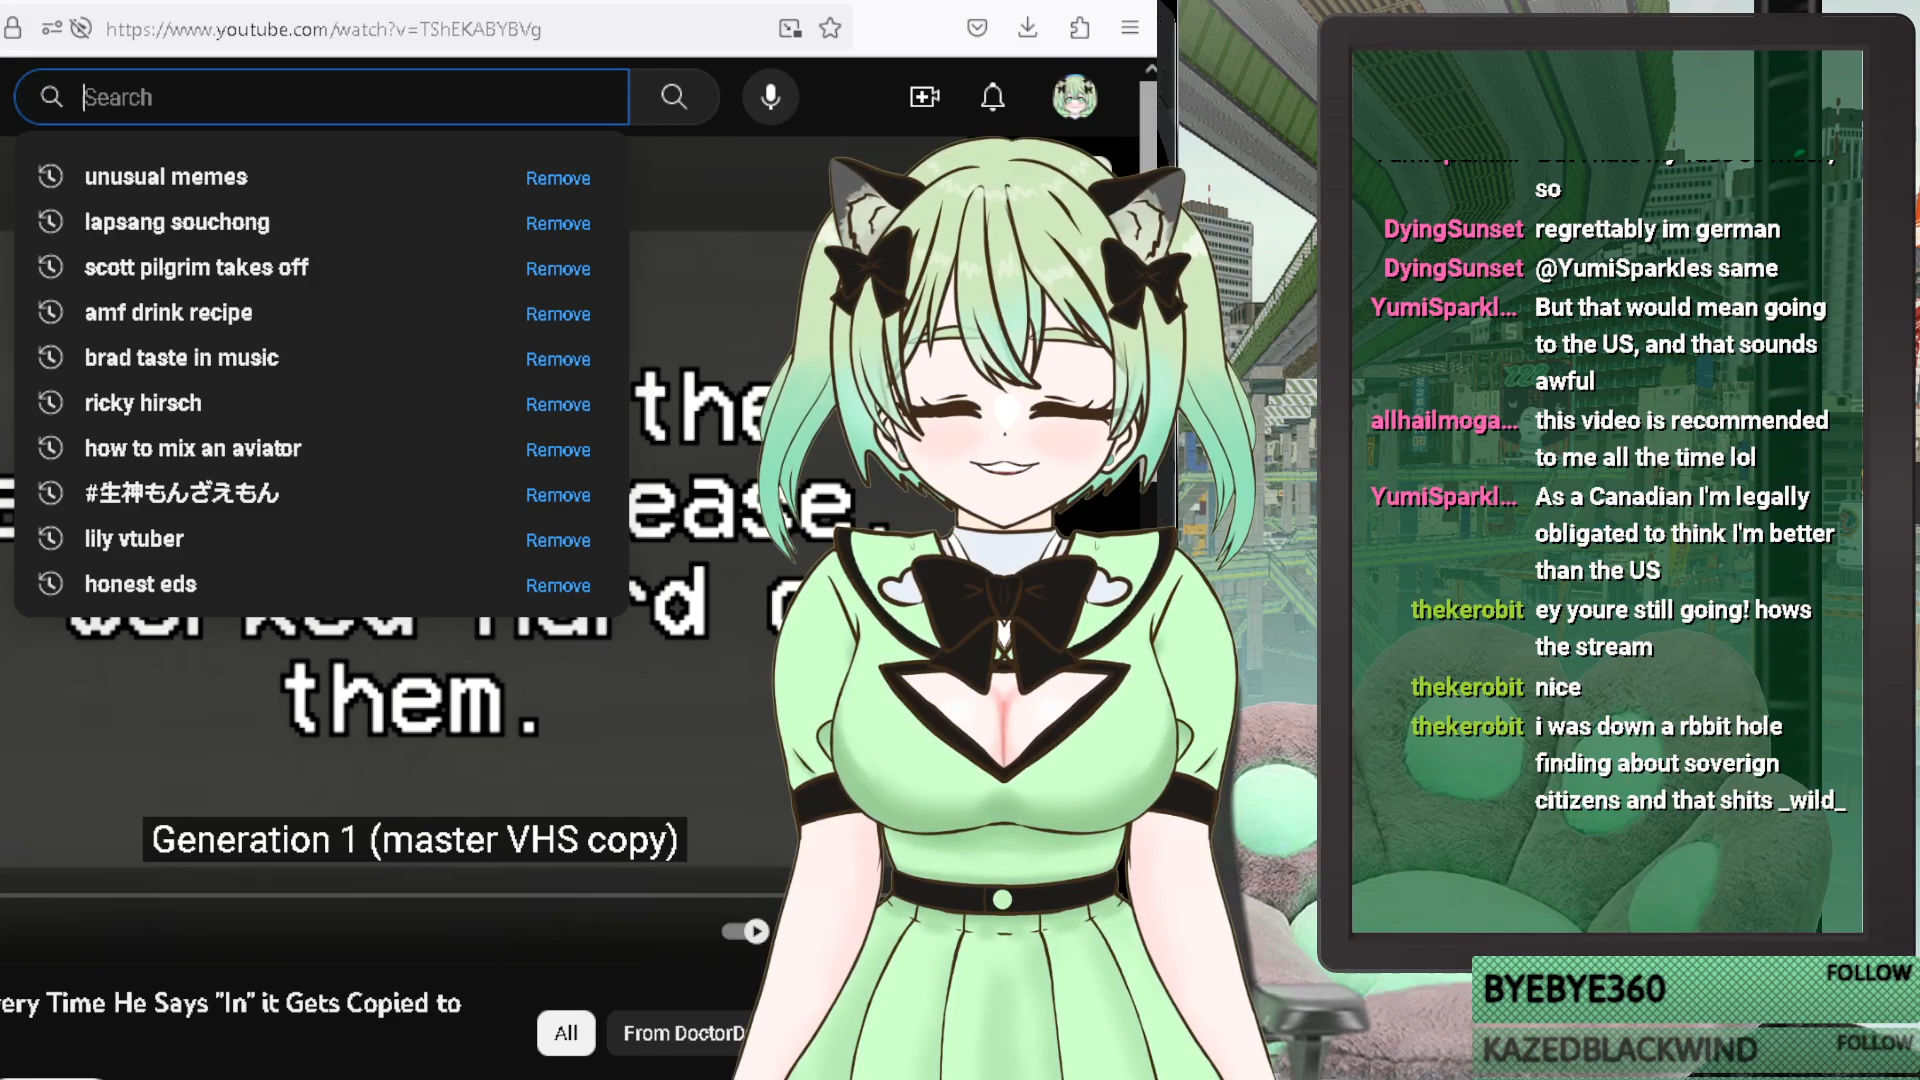 https://www.youtube.com/watch?v=TShEKABYBVg
Search
unusual memes Remove
lapsang souchong Remove
scott pilgrim takes off Remove
amf drink recipe Remove
brad taste in music Remove
ricky hirsch Remove
how to mix an aviator Remove
#生神もんざえもん Remove
lily vtuber Remove
honest eds Remove
the
ease.
worked hard
them.
Generation 1 (master VHS copy)
ery Time He Says "In" it Gets Copied to
All
From DoctorD
so
DyingSunset regrettably im german
DyingSunset @YumiSparkles same
YumiSparkl... But that would mean going
to the US, and that sounds
awful
allhailmoga... this video is recommended
to me all the time lol
YumiSparkl... As a Canadian I'm legally
obligated to think I'm better
than the US
thekerobit ey youre still going! hows
the stream
thekerobit nice
thekerobit i was down a rbbit hole
finding about soverign
citizens and that shits _wild_
BYEBYE360 FOLLOW
KAZEDBLACKWIND FOLLOW